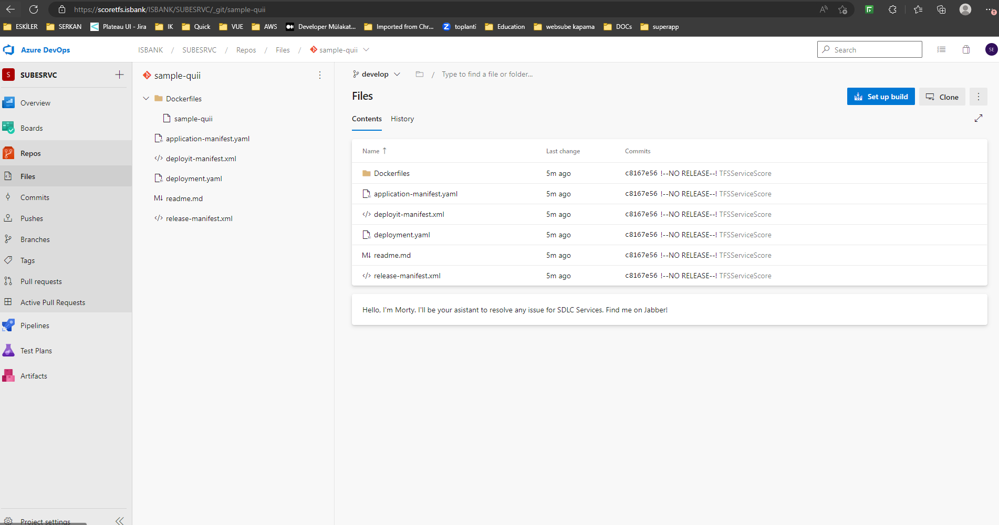 https://scoretfs.isbank/ISBANK/SUBESRVC/_git/sample-quii
ESKİLER SERKAN Plateau UI - Jira IK Quick VUE AWS Developer Mülakat... Imported from Chr... toplanti Education websube kapama DOCs superapp
Azure DevOps ISBANK / SUBESRVC / Repos / Files / sample-quii Search SE
S SUBESRVC
Overview
Boards
Repos
Files
Commits
Pushes
Branches
Tags
Pull requests
Active Pull Requests
Pipelines
Test Plans
Artifacts
Project settings
sample-quii
Dockerfiles
sample-quii
application-manifest.yaml
deployit-manifest.xml
deployment.yaml
readme.md
release-manifest.xml
develop / Type to find a file or folder...
Files Set up build Clone
Contents History
Name Last change Commits
Dockerfiles 5m ago c8167e56 !--NO RELEASE--! TFSServiceScore
application-manifest.yaml 5m ago c8167e56 !--NO RELEASE--! TFSServiceScore
deployit-manifest.xml 5m ago c8167e56 !--NO RELEASE--! TFSServiceScore
deployment.yaml 5m ago c8167e56 !--NO RELEASE--! TFSServiceScore
readme.md 5m ago c8167e56 !--NO RELEASE--! TFSServiceScore
release-manifest.xml 5m ago c8167e56 !--NO RELEASE--! TFSServiceScore
Hello, I'm Morty. I'll be your asistant to resolve any issue for SDLC Services. Find me on Jabber!